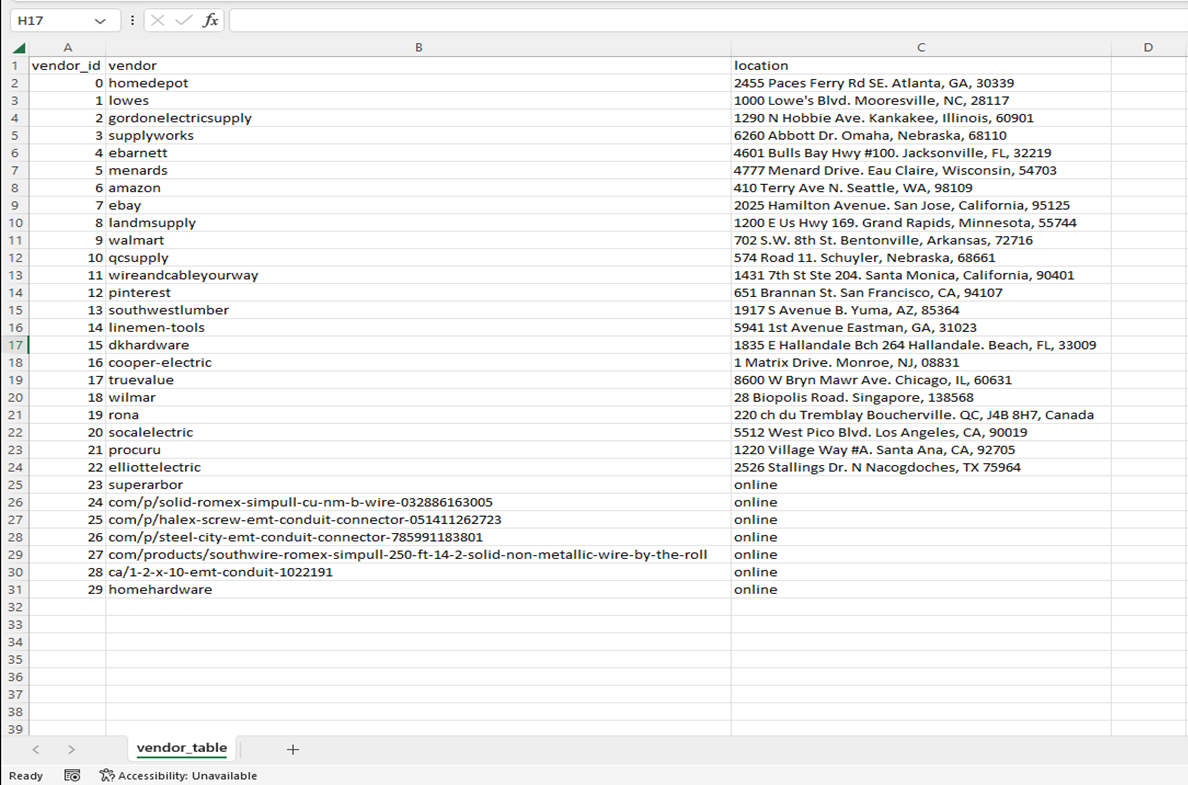 H17 fx
A B C D
1 vendor_id vendor location
2 0 homedepot 2455 Paces Ferry Rd SE. Atlanta, GA, 30339
3 1 lowes 1000 Lowe's Blvd. Mooresville, NC, 28117
4 2 gordonelectricsupply 1290 N Hobbie Ave. Kankakee, Illinois, 60901
5 3 supplyworks 6260 Abbott Dr. Omaha, Nebraska, 68110
6 4 ebarnett 4601 Bulls Bay Hwy #100. Jacksonville, FL, 32219
7 5 menards 4777 Menard Drive. Eau Claire, Wisconsin, 54703
8 6 amazon 410 Terry Ave N. Seattle, WA, 98109
9 7 ebay 2025 Hamilton Avenue. San Jose, California, 95125
10 8 landmsupply 1200 E Us Hwy 169. Grand Rapids, Minnesota, 55744
11 9 walmart 702 S.W. 8th St. Bentonville, Arkansas, 72716
12 10 qcsupply 574 Road 11. Schuyler, Nebraska, 68661
13 11 wireandcableyourway 1431 7th St Ste 204. Santa Monica, California, 90401
14 12 pinterest 651 Brannan St. San Francisco, CA, 94107
15 13 southwestlumber 1917 S Avenue B. Yuma, AZ, 85364
16 14 linemen-tools 5941 1st Avenue Eastman, GA, 31023
17 15 dkhardware 1835 E Hallandale Bch 264 Hallandale. Beach, FL, 33009
18 16 cooper-electric 1 Matrix Drive. Monroe, NJ, 08831
19 17 truevalue 8600 W Bryn Mawr Ave. Chicago, IL, 60631
20 18 wilmar 28 Biopolis Road. Singapore, 138568
21 19 rona 220 ch du Tremblay Boucherville. QC, J4B 8H7, Canada
22 20 socalelectric 5512 West Pico Blvd. Los Angeles, CA, 90019
23 21 procuru 1220 Village Way #A. Santa Ana, CA, 92705
24 22 elliottelectric 2526 Stallings Dr. N Nacogdoches, TX 75964
25 23 superarbor online
26 24 com/p/solid-romex-simpull-cu-nm-b-wire-032886163005 online
27 25 com/p/halex-screw-emt-conduit-connector-051411262723 online
28 26 com/p/steel-city-emt-conduit-connector-785991183801 online
29 27 com/products/southwire-romex-simpull-250-ft-14-2-solid-non-metallic-wire-by-the-roll online
30 28 ca/1-2-x-10-emt-conduit-1022191 online
31 29 homehardware online
32
33
34
35
36
37
38
39
vendor_table
Ready Accessibility: Unavailable